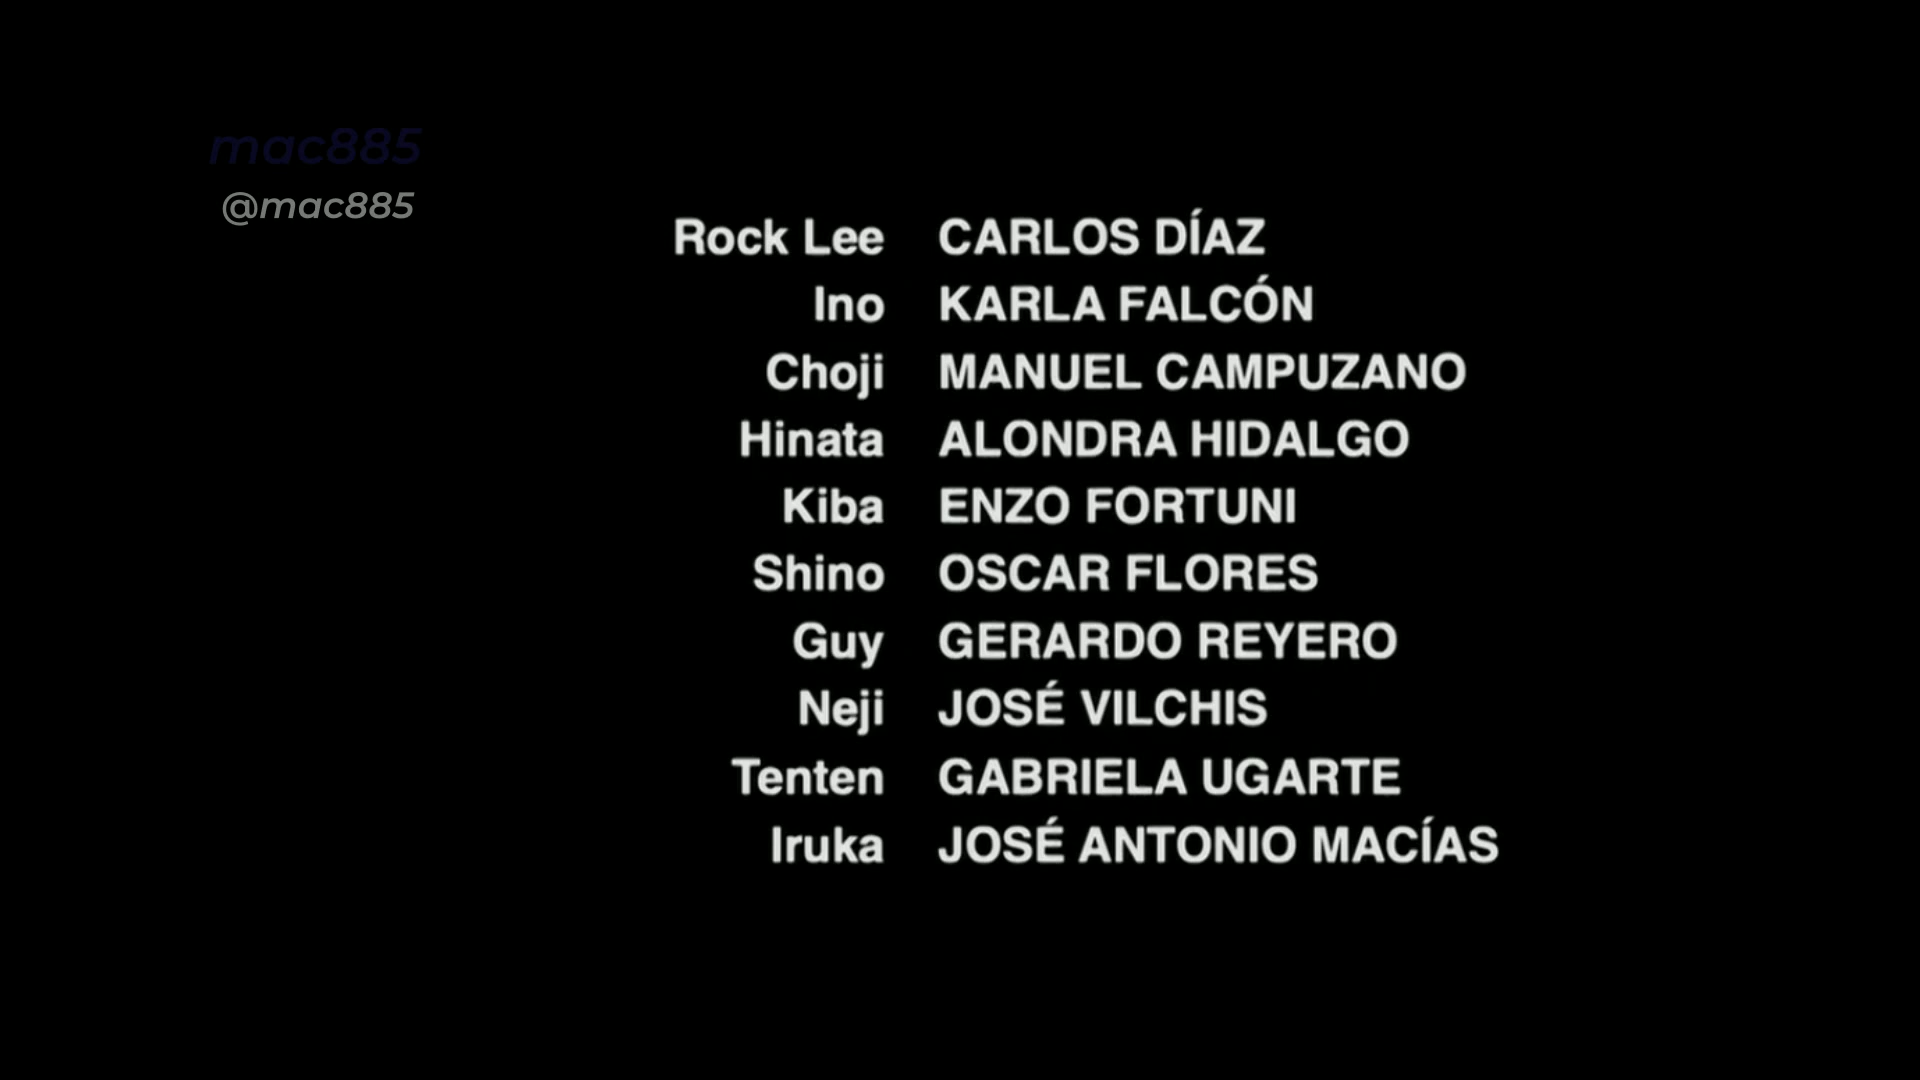 mac885
@mac885
Rock Lee CARLOS DÍAZ
Ino KARLA FALCÓN
Choji MANUEL CAMPUZANO
Hinata ALONDRA HIDALGO
Kiba ENZO FORTUNI
Shino OSCAR FLORES
Guy GERARDO REYERO
Neji JOSÉ VILCHIS
Tenten GABRIELA UGARTE
Iruka JOSÉ ANTONIO MACÍAS